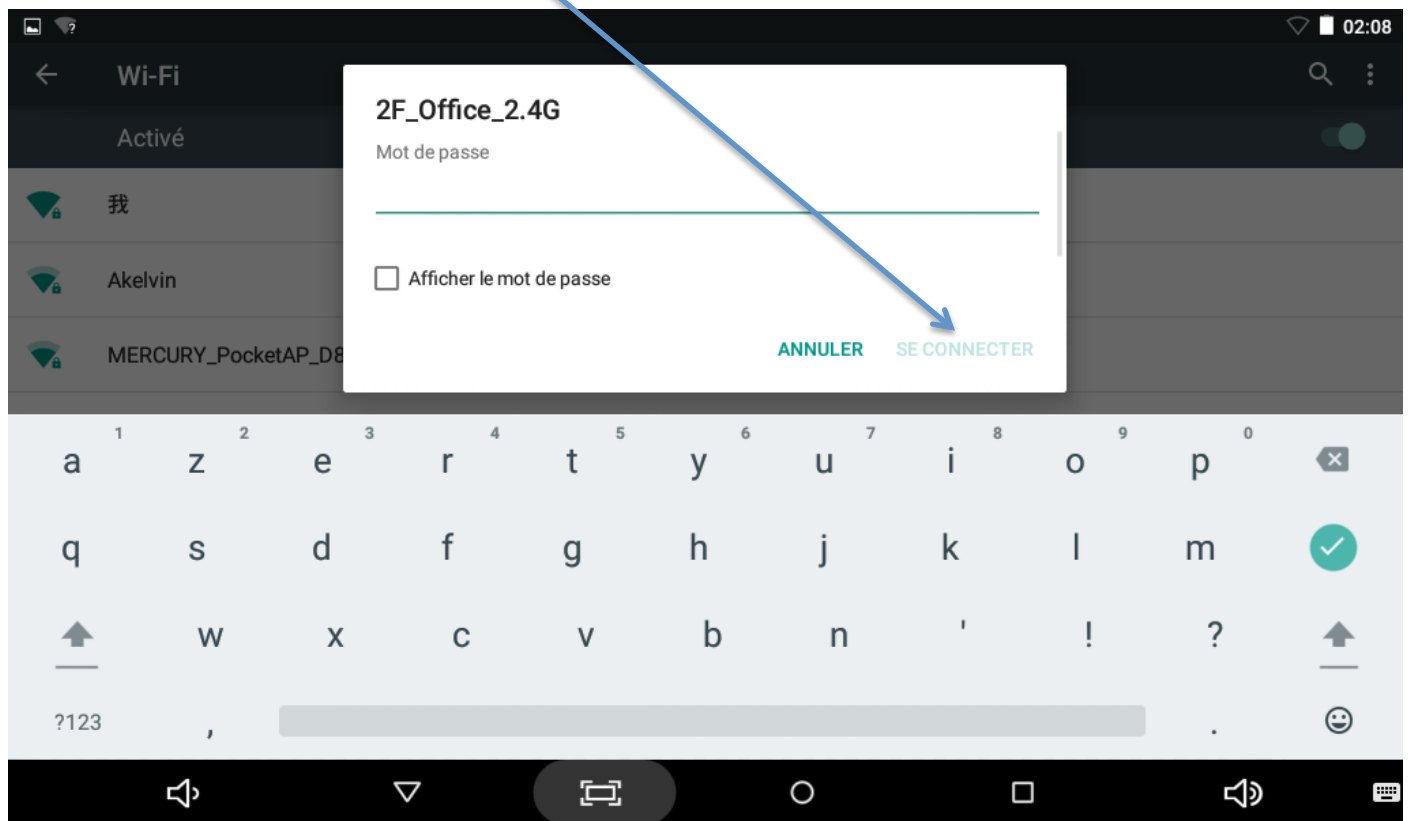 02:08
Wi-Fi
Activé
2F_Office_2.4G
Mot de passe
我
Akelvin
Afficher le mot de passe
MERCURY_PocketAP_D8
ANNULER SE CONNECTER
1 2 3 4 5 6 7 8 9 0
a z e r t y u i o p
q s d f g h j k l m
w x c v b n ' ! ?
?123 , .